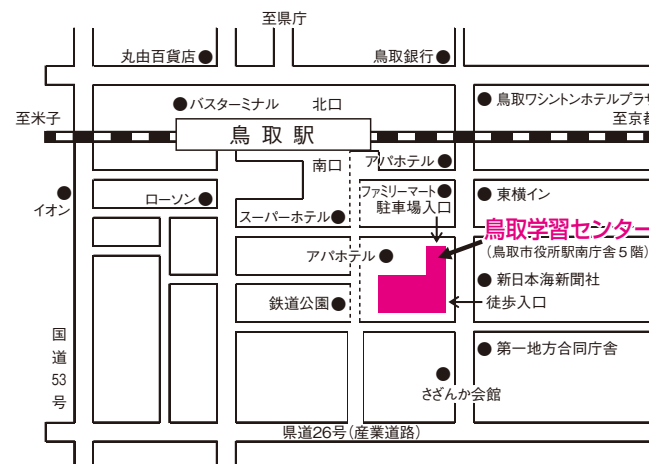 至県庁
丸由百貨店
鳥取銀行
バスターミナル
北口
鳥取ワシントンホテルプラザ
至米子
至京都
鳥取駅
南口
アパホテル
イオン
ローソン
ファミリーマート
駐車場入口
東横イン
スーパーホテル
鳥取学習センター
(鳥取市役所駅南庁舎5階)
アパホテル
新日本海新聞社
鉄道公園
徒歩入口
国道53号
第一地方合同庁舎
さざんか会館
県道26号(産業道路)